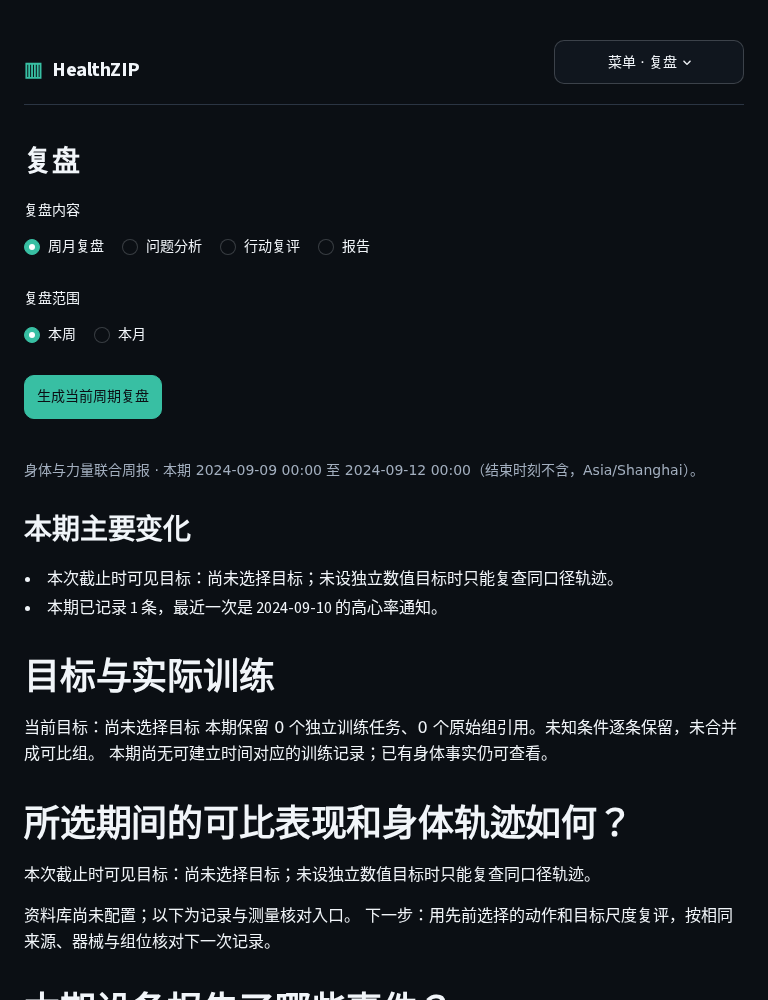 HealthZIP
菜单 · 复盘
复盘
复盘内容
周月复盘 问题分析 行动复评 报告
复盘范围
本周 本月
生成当前周期复盘
身体与力量联合周报 · 本期 2024-09-09 00:00 至 2024-09-12 00:00（结束时刻不含，Asia/Shanghai）。
本期主要变化
• 本次截止时可见目标：尚未选择目标；未设独立数值目标时只能复查同口径轨迹。
• 本期已记录 1 条，最近一次是 2024-09-10 的高心率通知。
目标与实际训练
当前目标：尚未选择目标 本期保留 0 个独立训练任务、0 个原始组引用。未知条件逐条保留，未合并
成可比组。 本期尚无可建立时间对应的训练记录；已有身体事实仍可查看。
所选期间的可比表现和身体轨迹如何？
本次截止时可见目标：尚未选择目标；未设独立数值目标时只能复查同口径轨迹。
资料库尚未配置；以下为记录与测量核对入口。 下一步：用先前选择的动作和目标尺度复评，按相同
来源、器械与组位核对下一次记录。
本期设备报告了哪些事件？